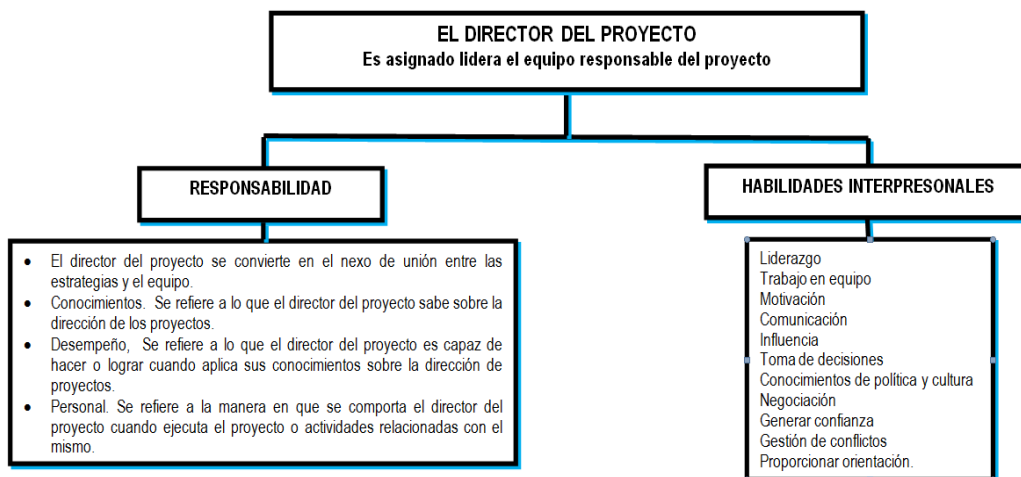 EL DIRECTOR DEL PROYECTO
Es asignado lidera el equipo responsable del proyecto
RESPONSABILIDAD
HABILIDADES INTERPRESONALES
• El director del proyecto se convierte en el nexo de unión entre las
estrategias y el equipo.
• Conocimientos. Se refiere a lo que el director del proyecto sabe sobre la
dirección de los proyectos.
• Desempeño, Se refiere a lo que el director del proyecto es capaz de
hacer o lograr cuando aplica sus conocimientos sobre la dirección de
proyectos.
• Personal. Se refiere a la manera en que se comporta el director del
proyecto cuando ejecuta el proyecto o actividades relacionadas con el
mismo.
Liderazgo
Trabajo en equipo
Motivación
Comunicación
Influencia
Toma de decisiones
Conocimientos de política y cultura
Negociación
Generar confianza
Gestión de conflictos
Proporcionar orientación.